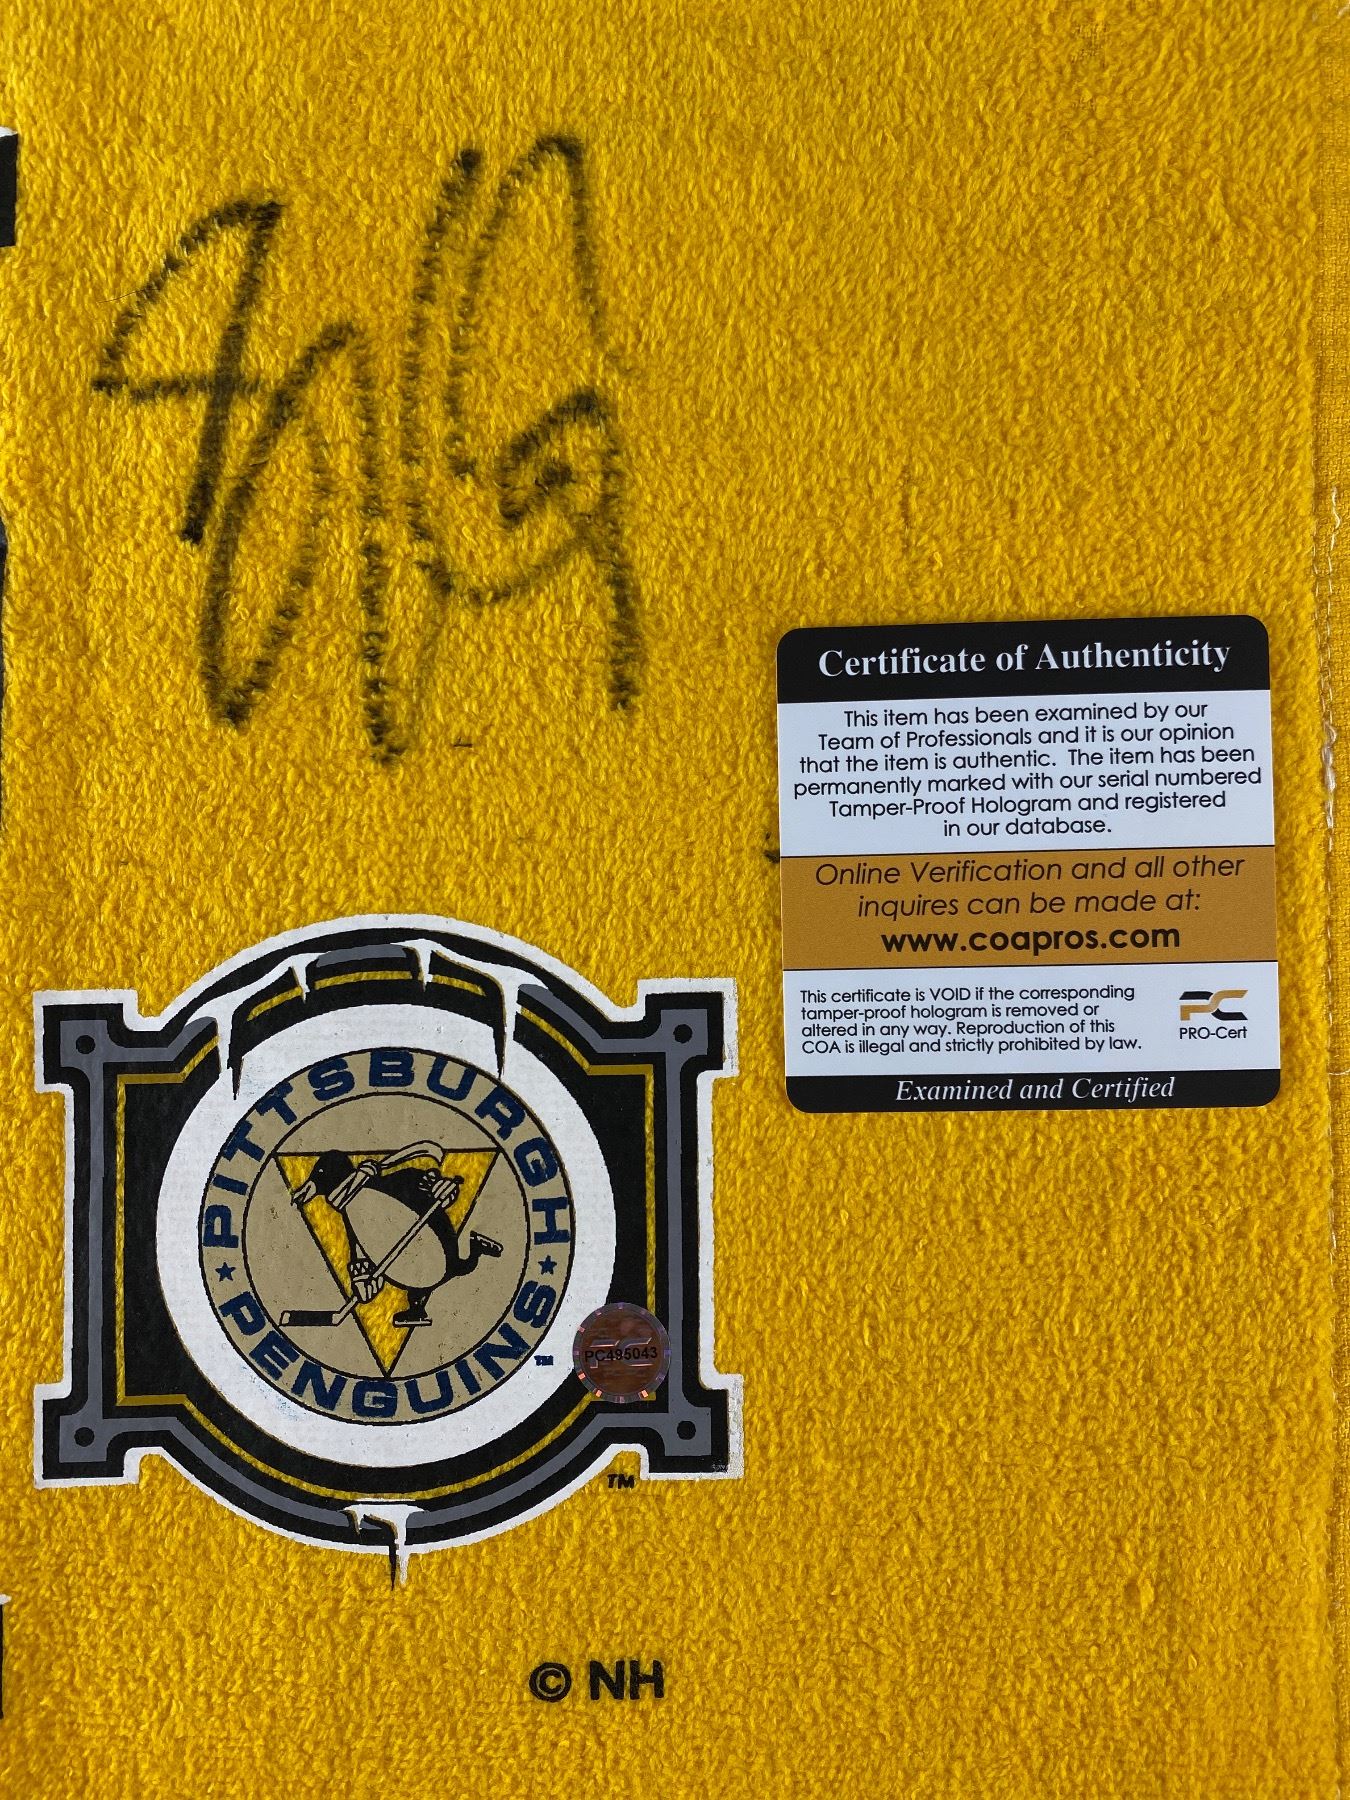 Certificate of Authenticity
This item has been examined by our
Team of Professionals and it is our opinion
that the item is authentic. The item has been
permanently marked with our serial numbered
Tamper-Proof Hologram and registered
in our database.
Online Verification and all other
inquires can be made at:
www.coapros.com
This certificate is VOID if the corresponding
tamper-proof hologram is removed or
altered in any way. Reproduction of this
COA is illegal and strictly prohibited by law.
PC
PRO-Cert
Examined and Certified
PITTSBURGH
★ PENGUINS ★
TM
PC495043
TM
© NH